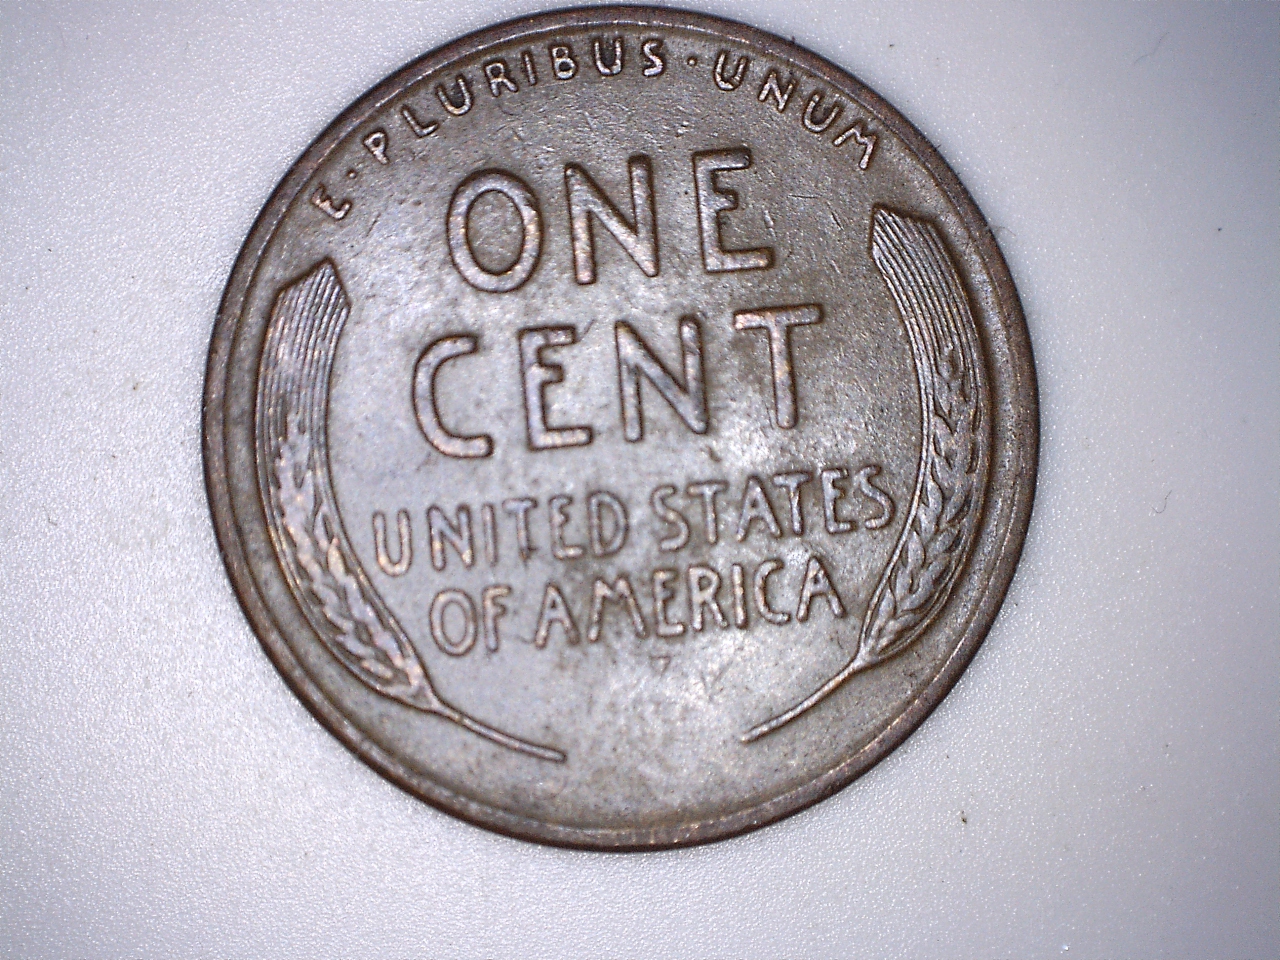 E · PLURIBUS · UNUM
ONE
CENT
UNITED STATES
OF AMERICA